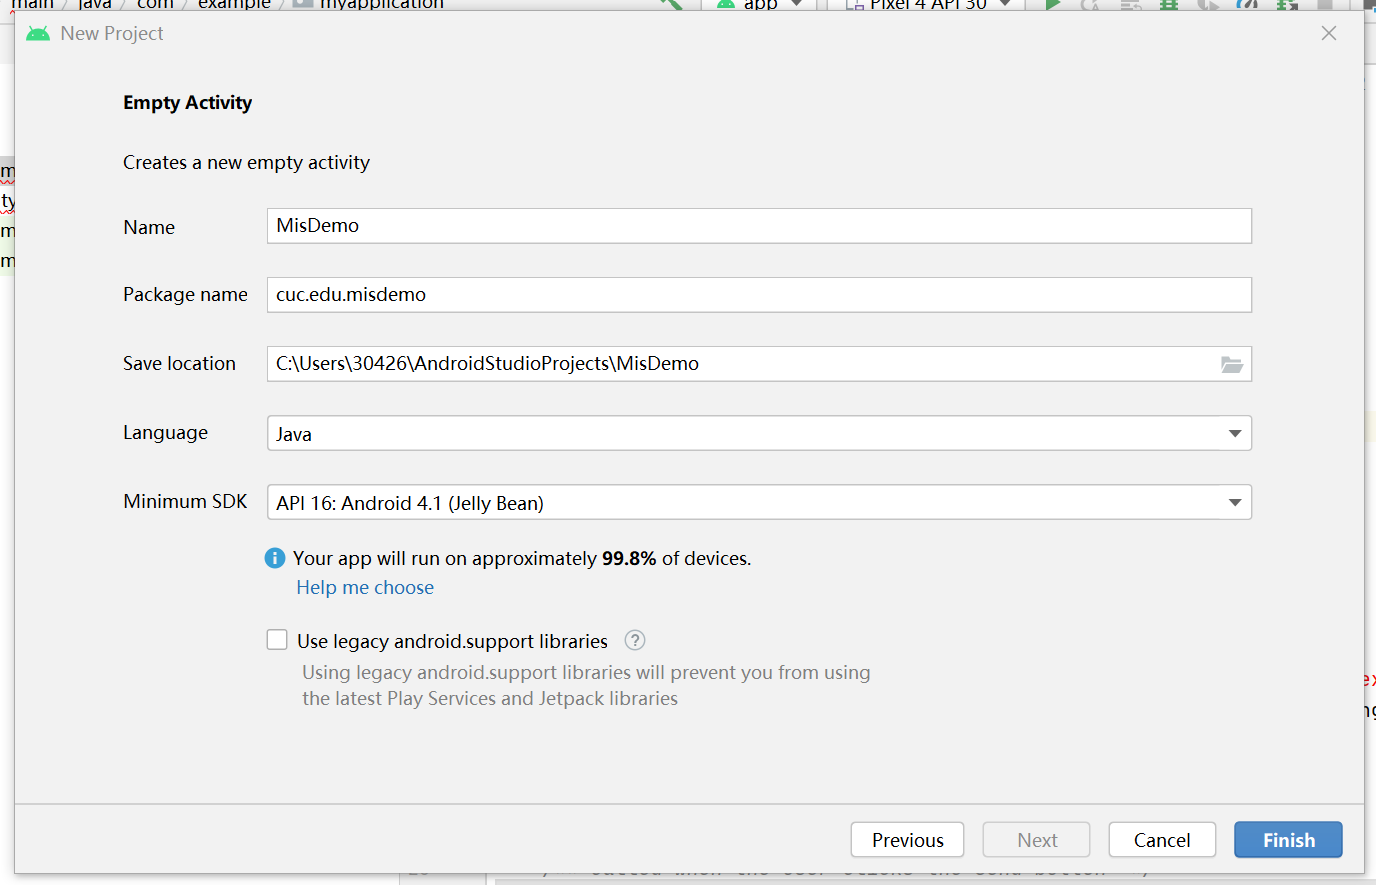 main / java / com / example / myapplication app Pixel 4 API 30
New Project
Empty Activity
Creates a new empty activity
Name MisDemo
Package name cuc.edu.misdemo
Save location C:\Users\30426\AndroidStudioProjects\MisDemo
Language Java
Minimum SDK API 16: Android 4.1 (Jelly Bean)
Your app will run on approximately 99.8% of devices.
Help me choose
Use legacy android.support libraries ?
Using legacy android.support libraries will prevent you from using
the latest Play Services and Jetpack libraries
Previous Next Cancel Finish